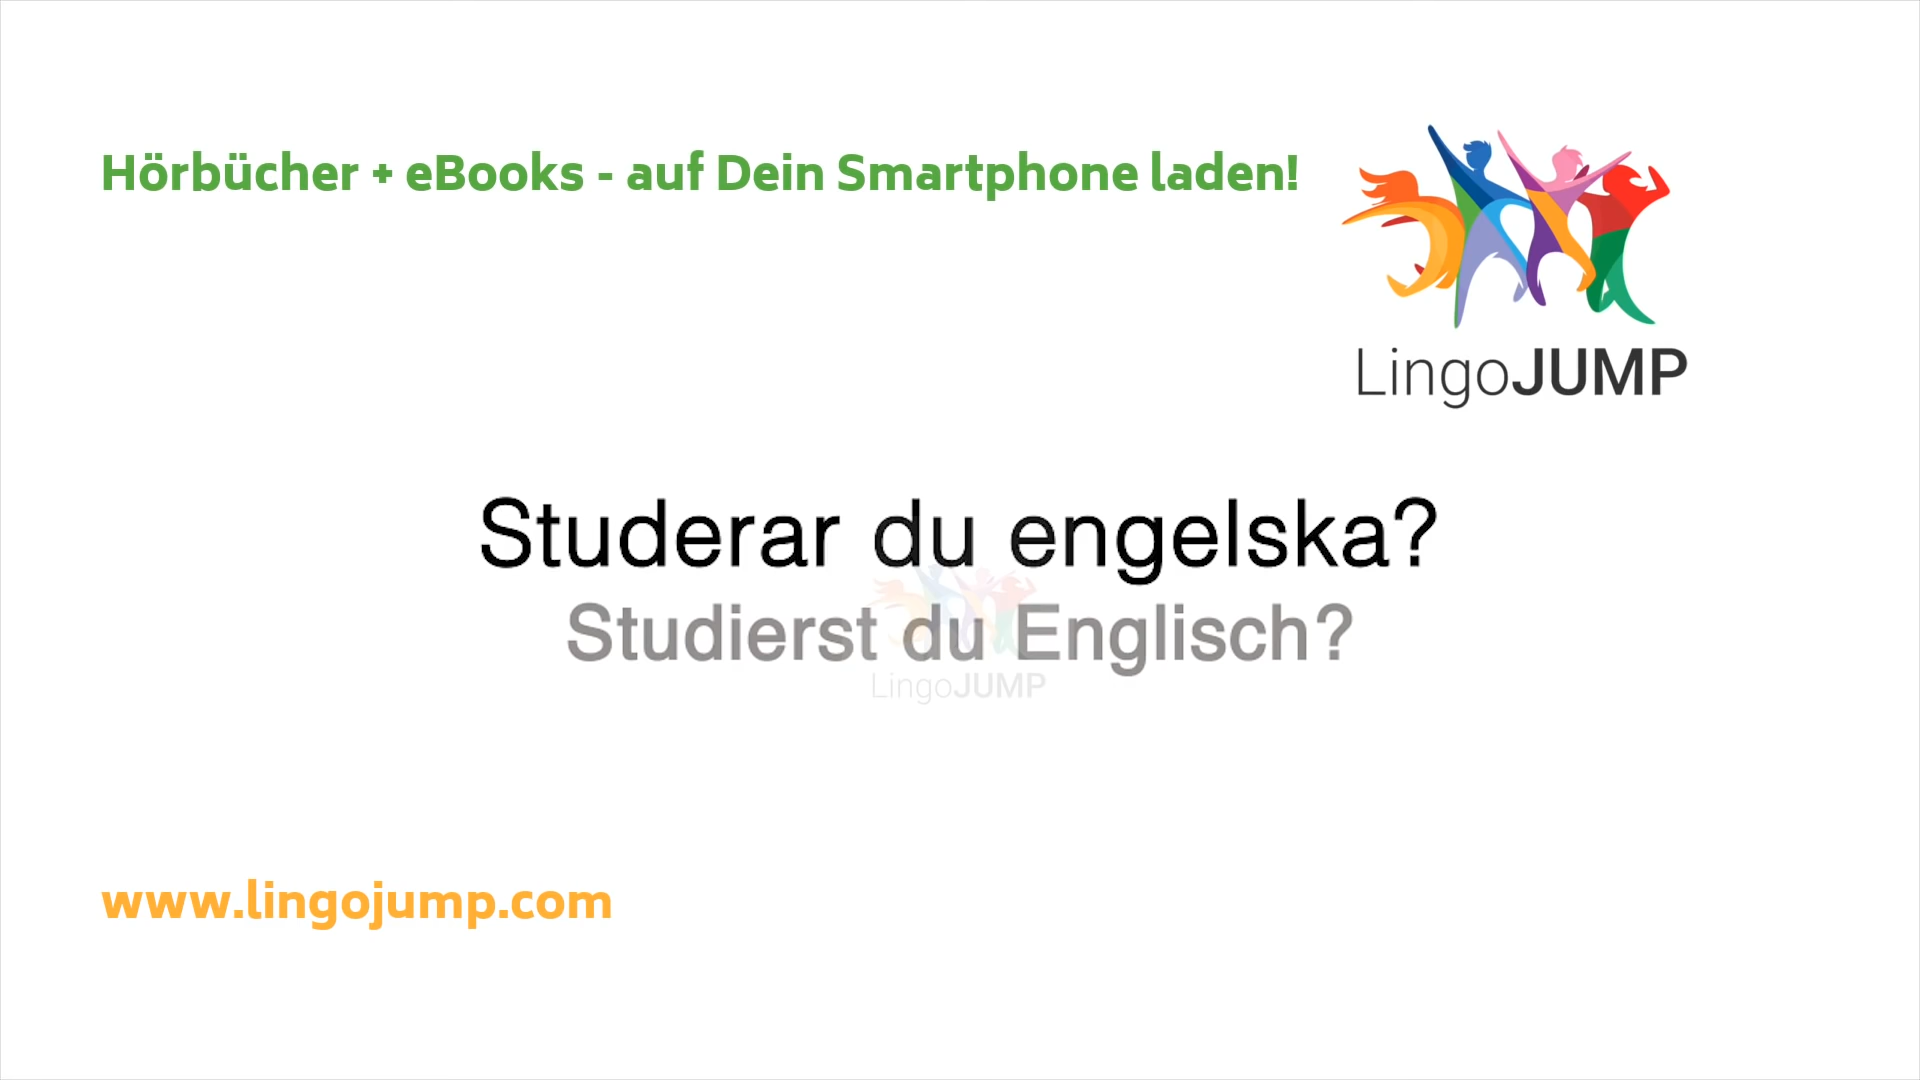 Hörbücher + eBooks - auf Dein Smartphone laden!
LingoJUMP
Studerar du engelska?
Studierst du Englisch?
LingoJUMP
www.lingojump.com